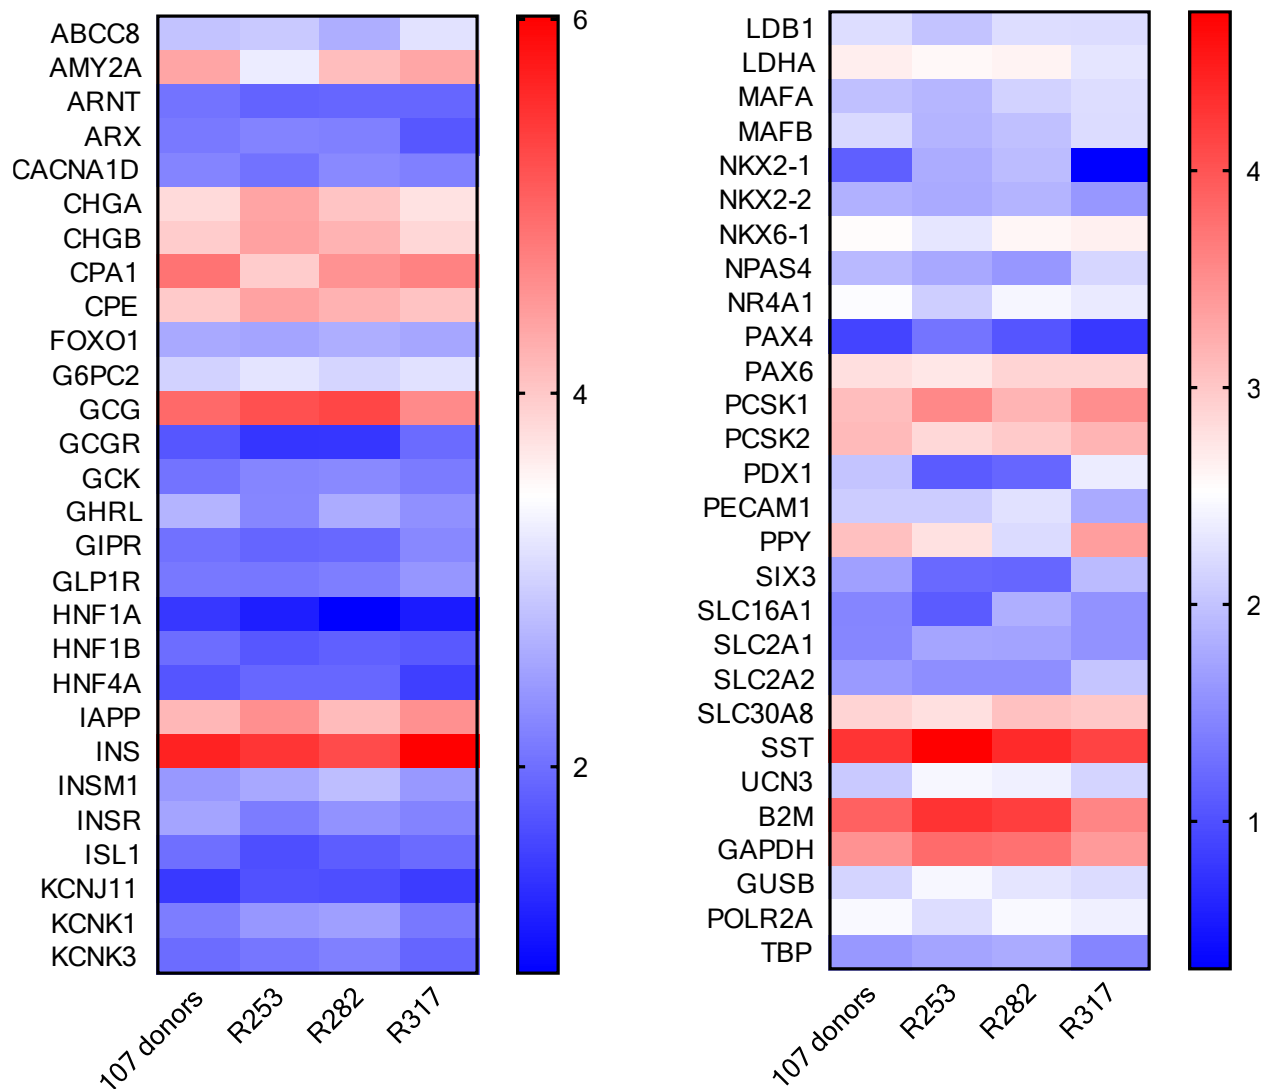 ABCC8
AMY2A
ARNT
ARX
CACNA1D
CHGA
CHGB
CPA1
CPE
FOXO1
G6PC2
GCG
GCGR
GCK
GHRL
GIPR
GLP1R
HNF1A
HNF1B
HNF4A
IAPP
INS
INSM1
INSR
ISL1
KCNJ11
KCNK1
KCNK3
107 donors
R253
R282
R317
6
4
2
LDB1
LDHA
MAFA
MAFB
NKX2-1
NKX2-2
NKX6-1
NPAS4
NR4A1
PAX4
PAX6
PCSK1
PCSK2
PDX1
PECAM1
PPY
SIX3
SLC16A1
SLC2A1
SLC2A2
SLC30A8
SST
UCN3
B2M
GAPDH
GUSB
POLR2A
TBP
107 donors
R253
R282
R317
4
3
2
1